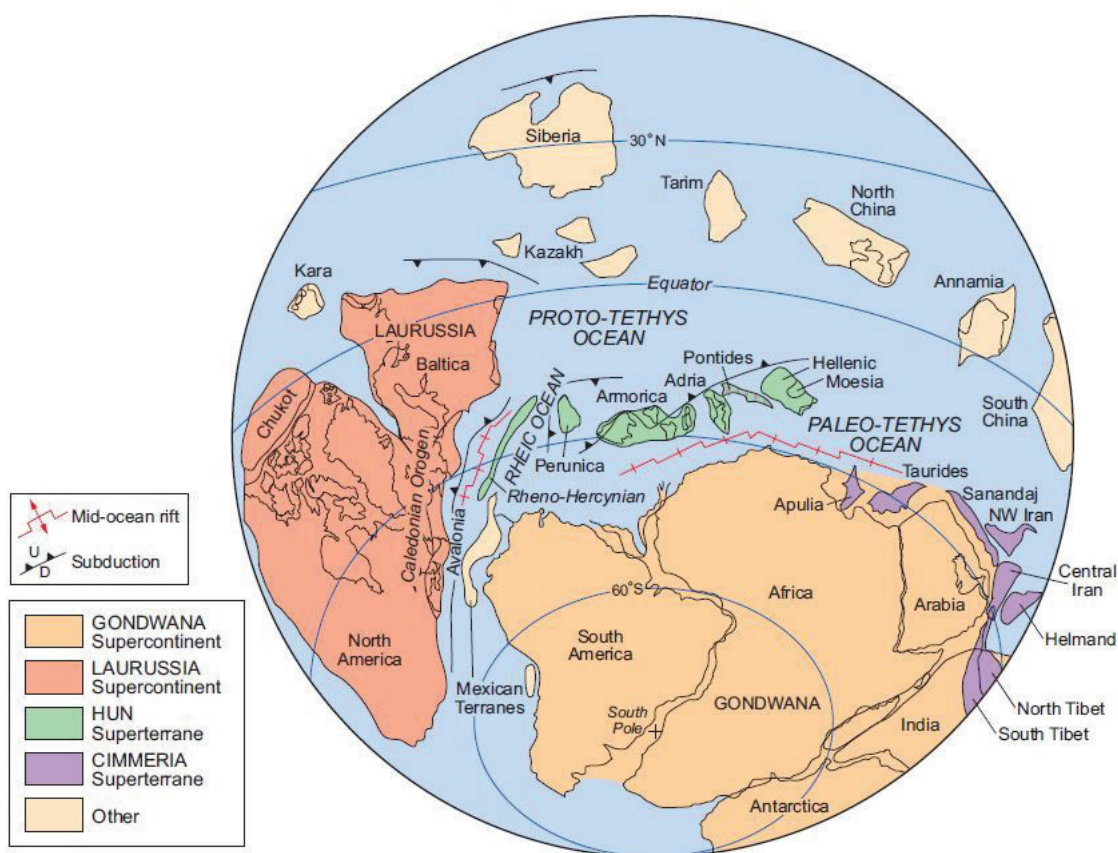 Siberia
30°N
Tarim
North
China
Kazakh
Kara
Annamia
Equator
LAURUSSIA
Baltica
PROTO-TETHYS
OCEAN
Pontides
Hellenic
Moesia
Adria
Armorica
South
China
Chukot
RHEIC OCEAN
PALEO-TETHYS
OCEAN
Perunica
Taurides
Rheno-Hercynian
Apulia
Sanandaj
NW Iran
Caledonian Orogen
Avalonia
Central
Iran
60°S
Africa
Arabia
Helmand
North
America
South
America
Mexican
Terranes
GONDWANA
South
Pole
India
North Tibet
South Tibet
Antarctica
Mid-ocean rift
U
D
Subduction
GONDWANA
Supercontinent
LAURUSSIA
Supercontinent
HUN
Superterrane
CIMMERIA
Superterrane
Other